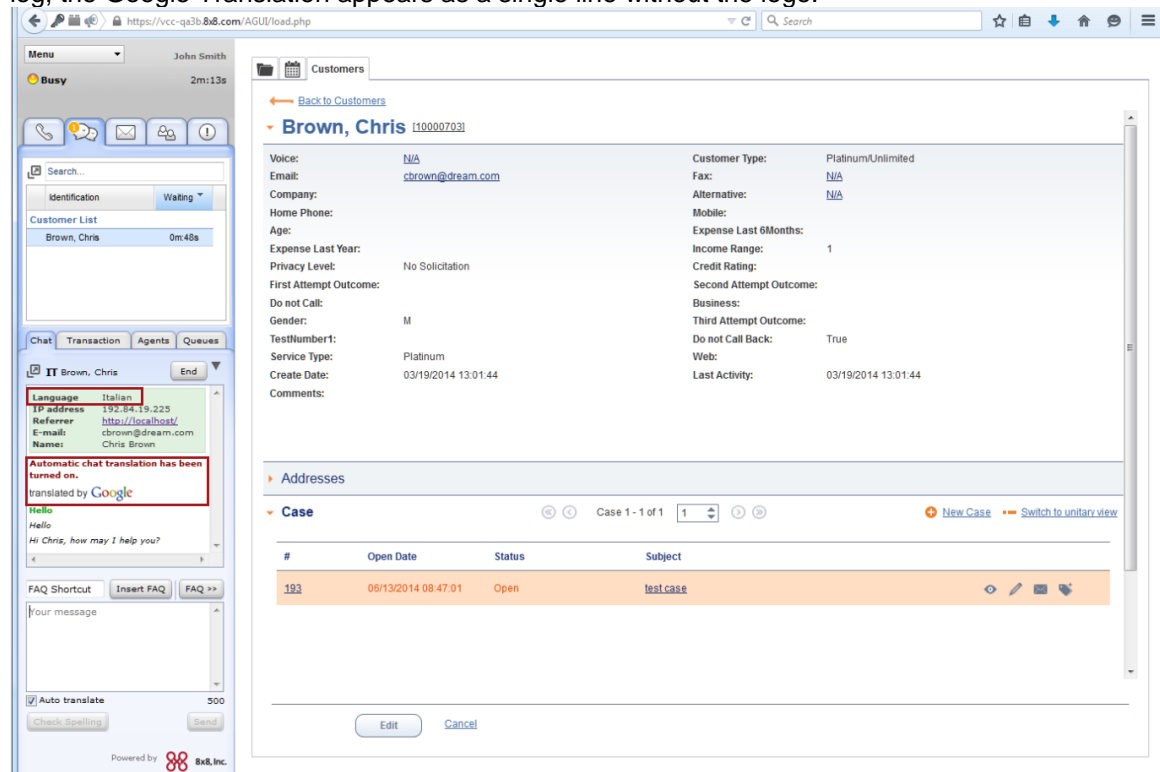 log, the Google Translation appears as a single line without the logo.
https://vcc-qa3b.8x8.com/AGUI/load.php
Search
Menu
John Smith
Busy
2m:13s
Search...
Identification
Waiting
Customer List
Brown, Chris
0m:48s
Chat
Transaction
Agents
Queues
IT Brown, Chris
End
Language Italian
IP address 192.84.19.225
Referrer http://localhost/
E-mail: cbrown@dream.com
Name: Chris Brown
Automatic chat translation has been
turned on.
translated by Google
Hello
Hello
Hi Chris, how may I help you?
FAQ Shortcut
Insert FAQ
FAQ >>
Your message
Auto translate
500
Check Spelling
Send
Powered by 8x8, Inc.
Customers
Back to Customers
Brown, Chris [10000703]
Voice: N/A Customer Type: Platinum/Unlimited
Email: cbrown@dream.com Fax: N/A
Company: Alternative: N/A
Home Phone: Mobile:
Age: Expense Last 6Months:
Expense Last Year: Income Range: 1
Privacy Level: No Solicitation Credit Rating:
First Attempt Outcome: Second Attempt Outcome:
Do not Call: Business:
Gender: M Third Attempt Outcome:
TestNumber1: Do not Call Back: True
Service Type: Platinum Web:
Create Date: 03/19/2014 13:01:44 Last Activity: 03/19/2014 13:01:44
Comments:
Addresses
Case
Case 1 - 1 of 1 1
New Case Switch to unitary view
# Open Date Status Subject
193 06/13/2014 08:47:01 Open test case
Edit Cancel